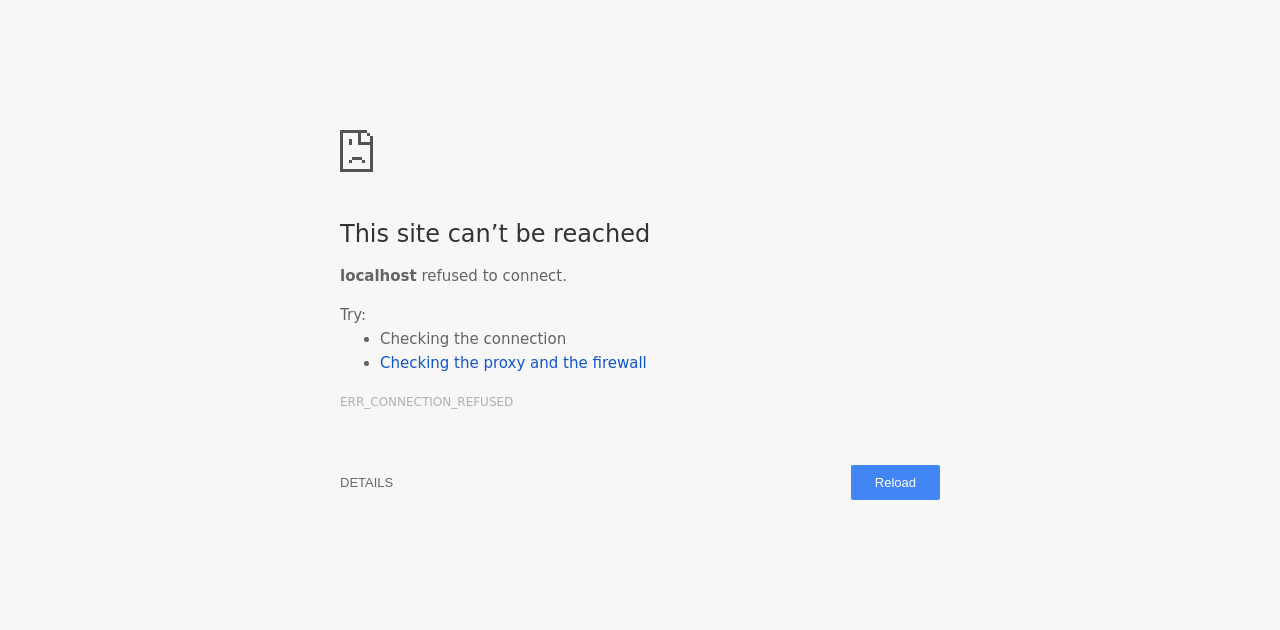 This site can’t be reached
localhost refused to connect.
Try:
Checking the connection
Checking the proxy and the firewall
ERR_CONNECTION_REFUSED
DETAILS
Reload